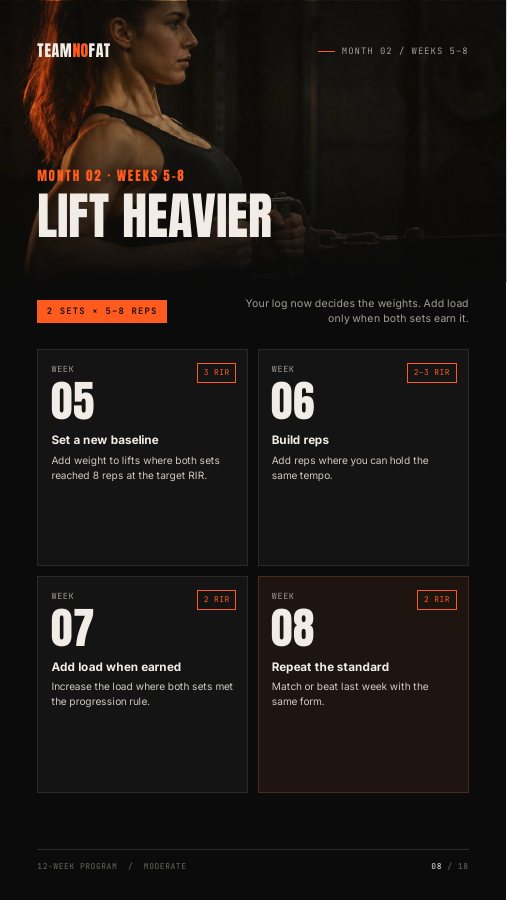 TEAMNOFAT
MONTH 02 / WEEKS 5–8
MONTH 02 · WEEKS 5–8
LIFT HEAVIER
2 SETS × 5–8 REPS
Your log now decides the weights. Add load
only when both sets earn it.
WEEK
3 RIR
05
Set a new baseline
Add weight to lifts where both sets
reached 8 reps at the target RIR.
WEEK
2–3 RIR
06
Build reps
Add reps where you can hold the
same tempo.
WEEK
2 RIR
07
Add load when earned
Increase the load where both sets met
the progression rule.
WEEK
2 RIR
08
Repeat the standard
Match or beat last week with the
same form.
12-WEEK PROGRAM / MODERATE
08 / 18